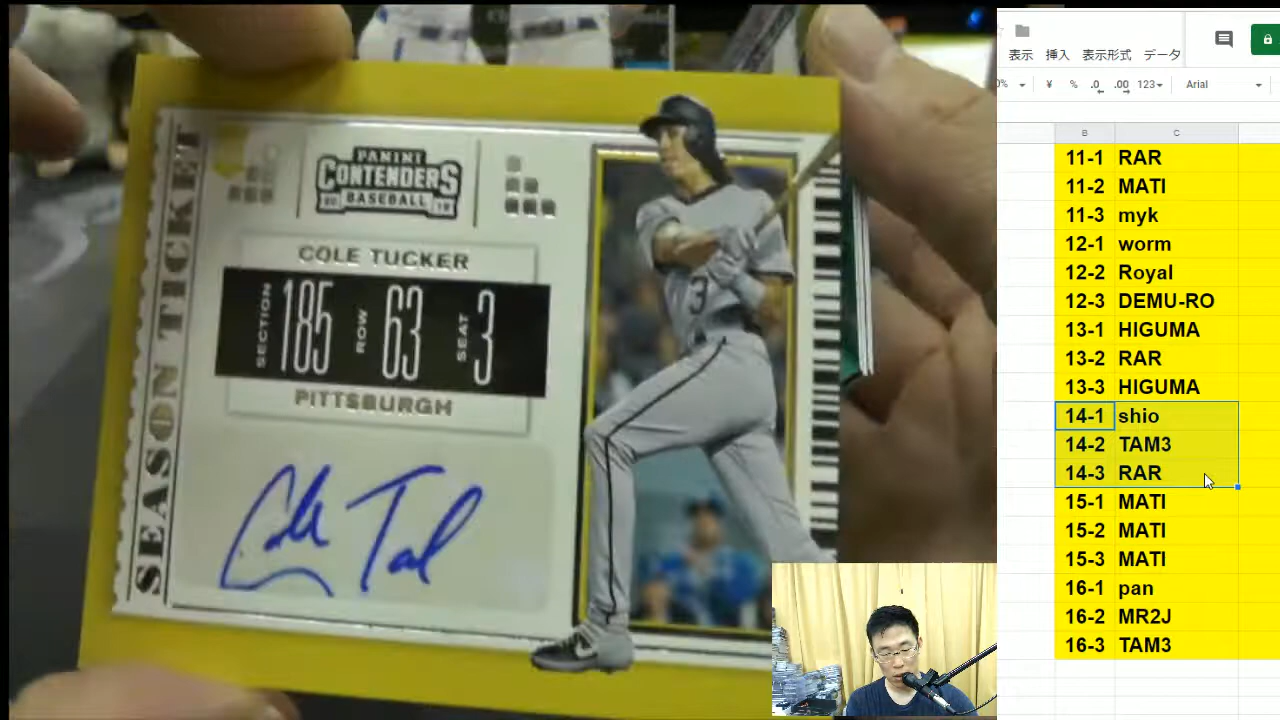 PANINI
CONTENDERS
BASEBALL
SEASON TICKET
COLE TUCKER
SECTION 185 ROW 63 SEAT 3
PITTSBURGH
3
表示 挿入 表示形式 データ
% ¥ % .0 .00 123 Arial
B C
11-1 RAR
11-2 MATI
11-3 myk
12-1 worm
12-2 Royal
12-3 DEMU-RO
13-1 HIGUMA
13-2 RAR
13-3 HIGUMA
14-1 shio
14-2 TAM3
14-3 RAR
15-1 MATI
15-2 MATI
15-3 MATI
16-1 pan
16-2 MR2J
16-3 TAM3